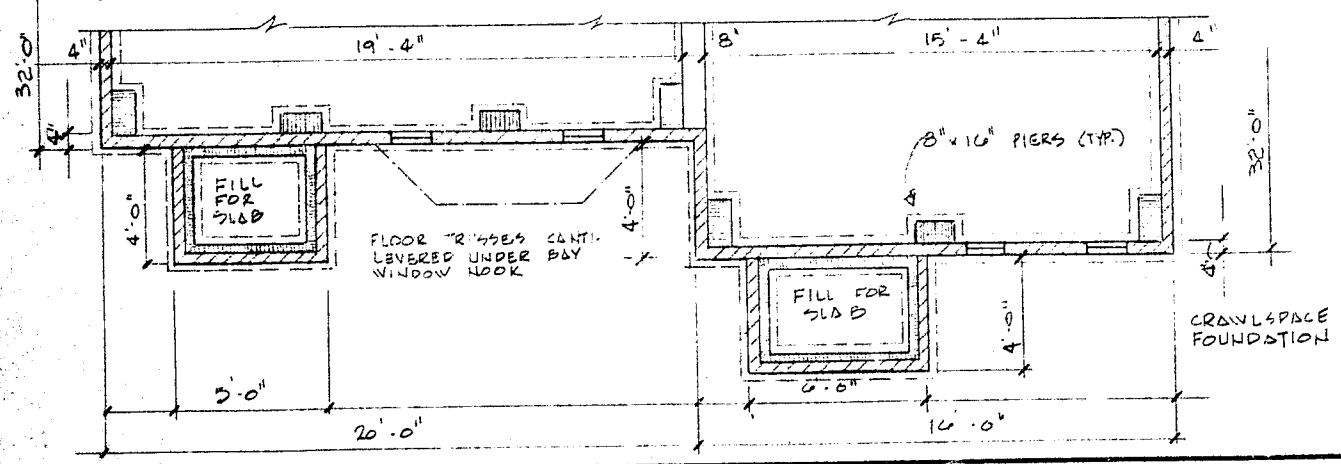 4" 19'-4" 8' 15'-4" 4"
32'-0"
4"
8"x16" PIERS (TYP.)
32'-0"
FILL
FOR
SLAB
4'-0"
4'-0"
FLOOR TRUSSES CANTI-
LEVERED UNDER BAY
WINDOW NOOK
4"
FILL FOR
SLAB
4'-0"
CRAWLSPACE
FOUNDATION
5'-0"
6'-0"
20'-0"
16'-0"